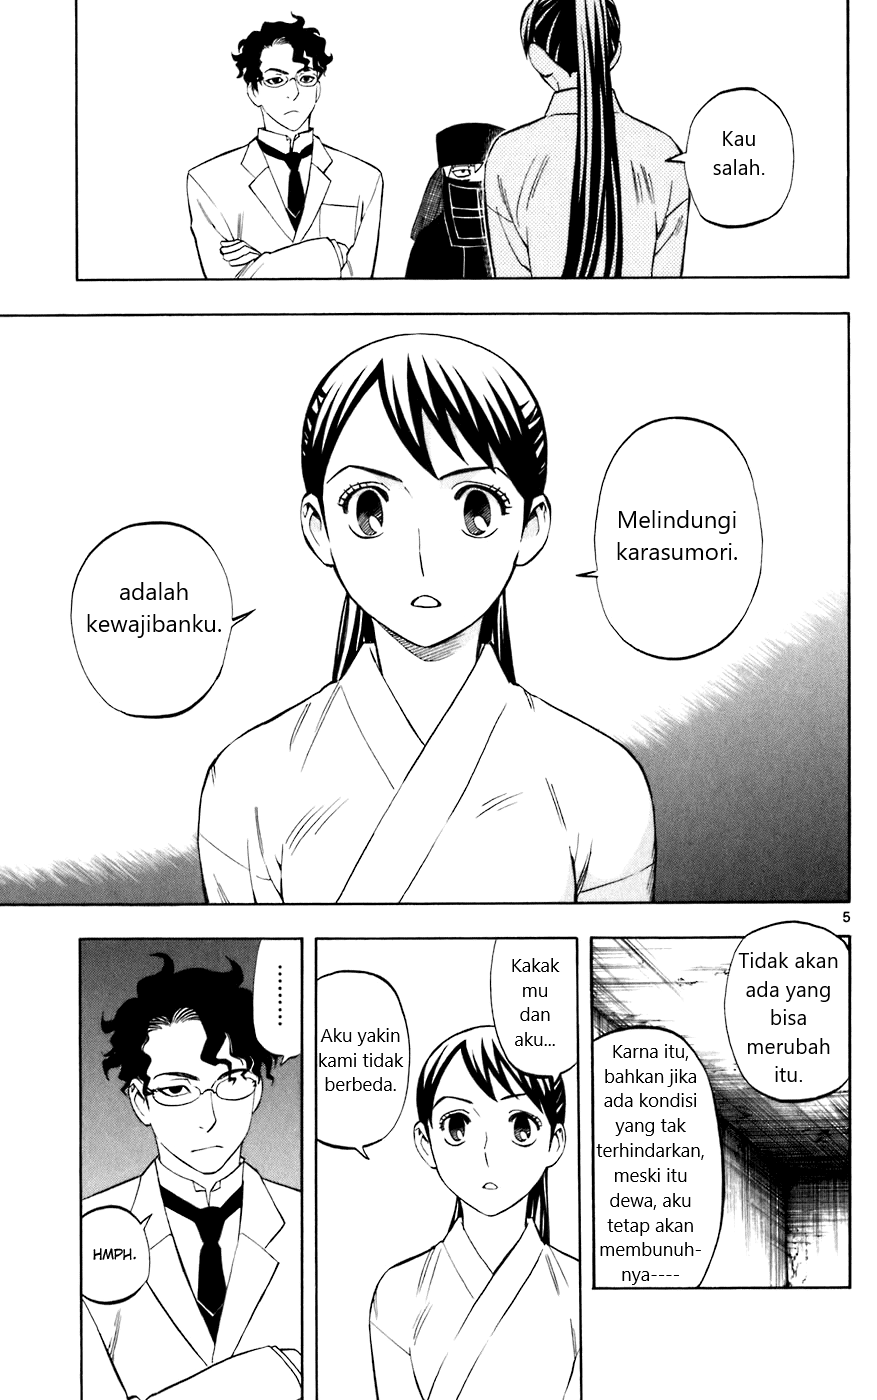 Kau
salah.
Melindungi
karasumori.
adalah
kewajibanku.
5
Tidak akan
ada yang
bisa
merubah
itu.
Karna itu,
bahkan jika
ada kondisi
yang tak
terhindarkan,
meski itu
dewa, aku
tetap akan
membunuh-
nya----
Kakak
mu
dan
aku...
Aku yakin
kami tidak
berbeda.
.........
HMPH.